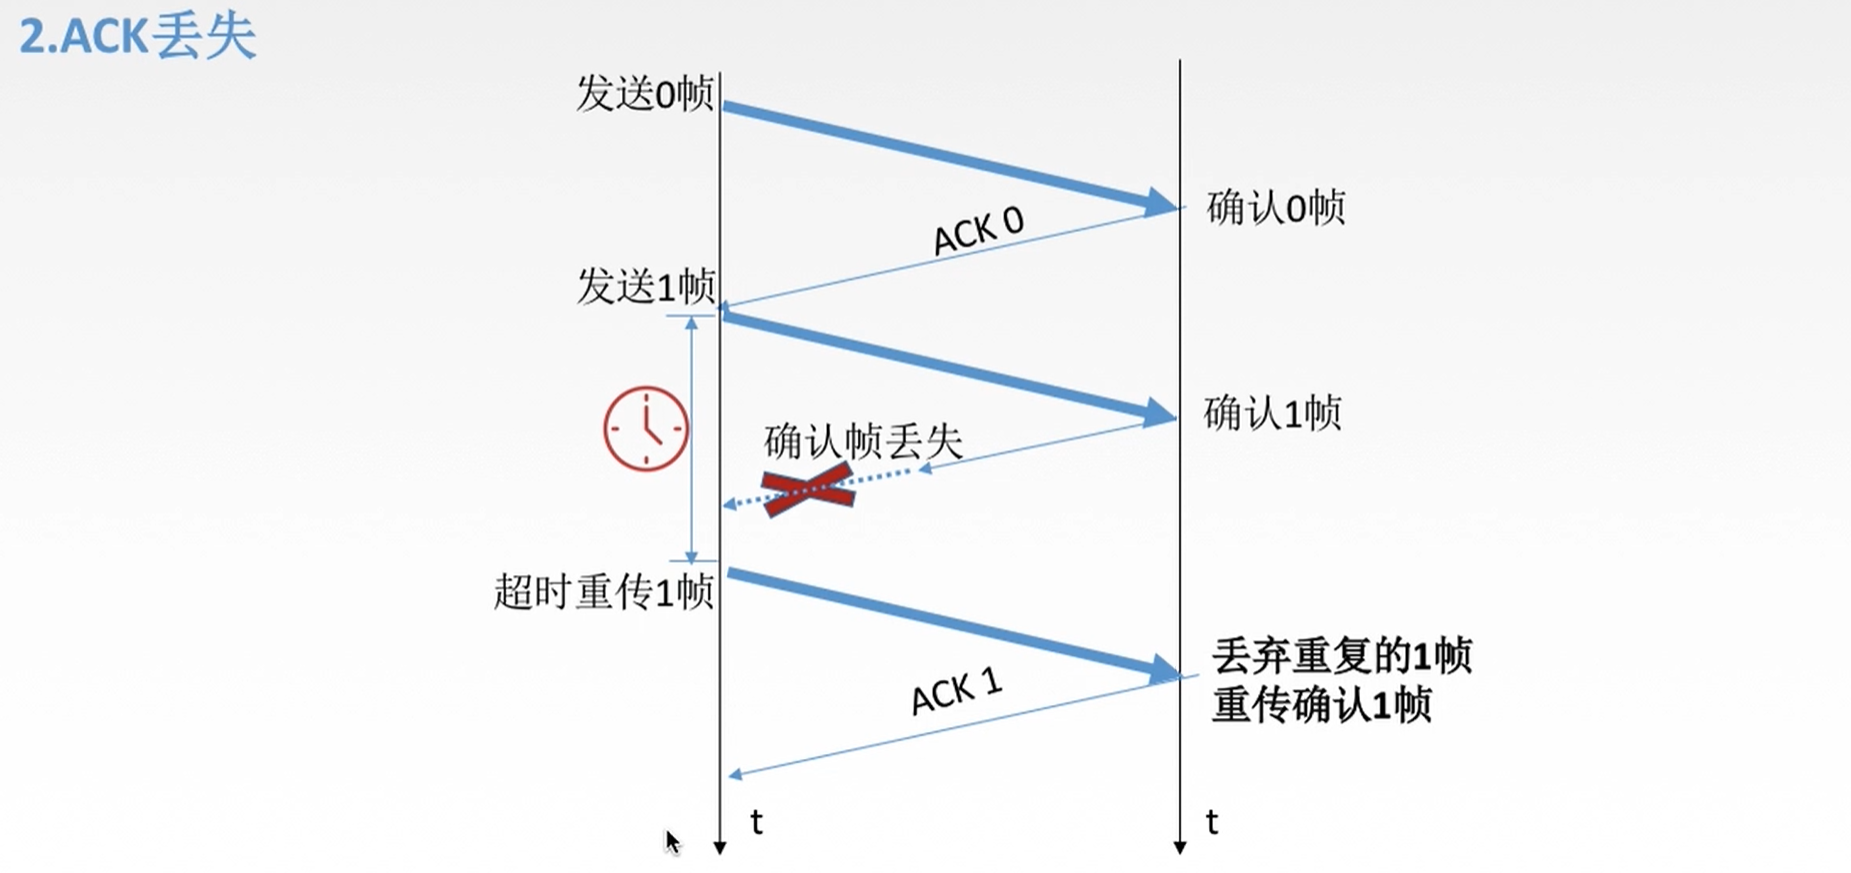 2.ACK丢失
发送0帧
确认0帧
ACK 0
发送1帧
确认1帧
确认帧丢失
超时重传1帧
丢弃重复的1帧
重传确认1帧
ACK 1
t
t